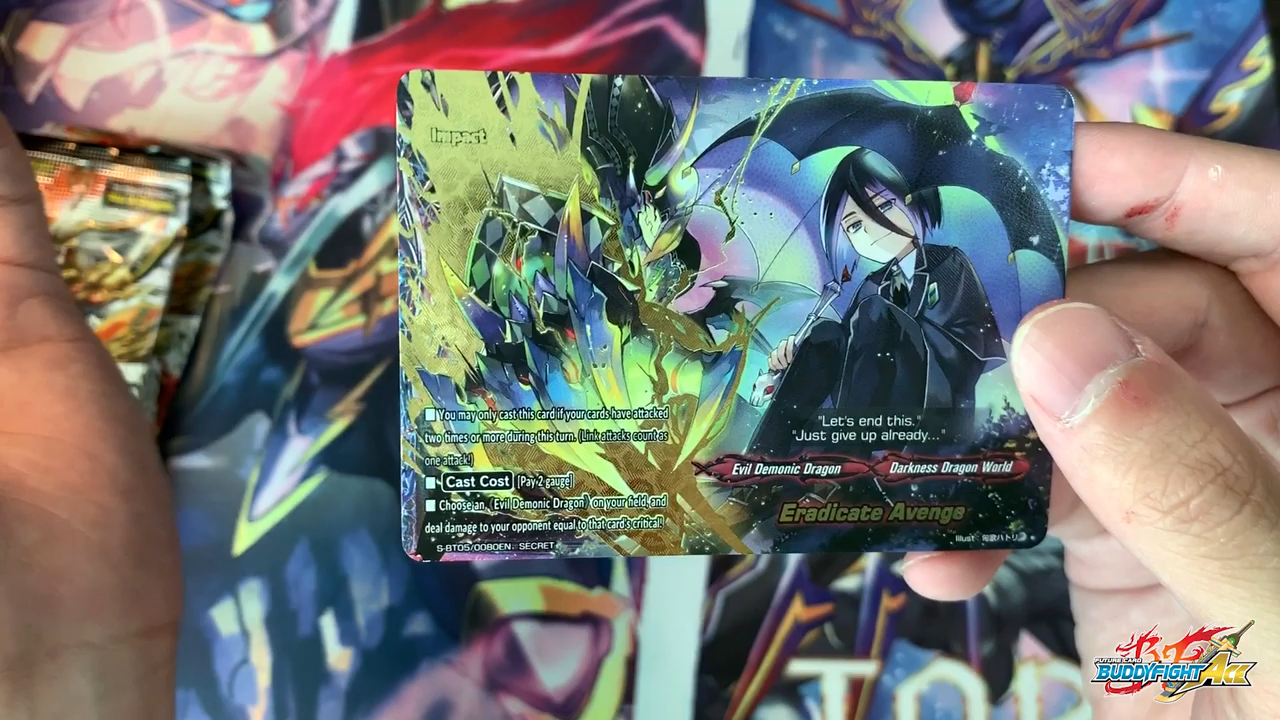 Impact
■You may only cast this card if your cards have attacked
two times or more during this turn. (Link attacks count as
one attack!)
■ Cast Cost [Pay 2 gauge]
■ Choose an 《Evil Demonic Dragon》 on your field, and
deal damage to your opponent equal to that card's critical!
S-BT05/0080EN SECRET
"Let's end this."
"Just give up already..."
Evil Demonic Dragon
Darkness Dragon World
Eradicate Avenge
Illust
TOP
FUTURE CARD
BUDDYFIGHT ACE